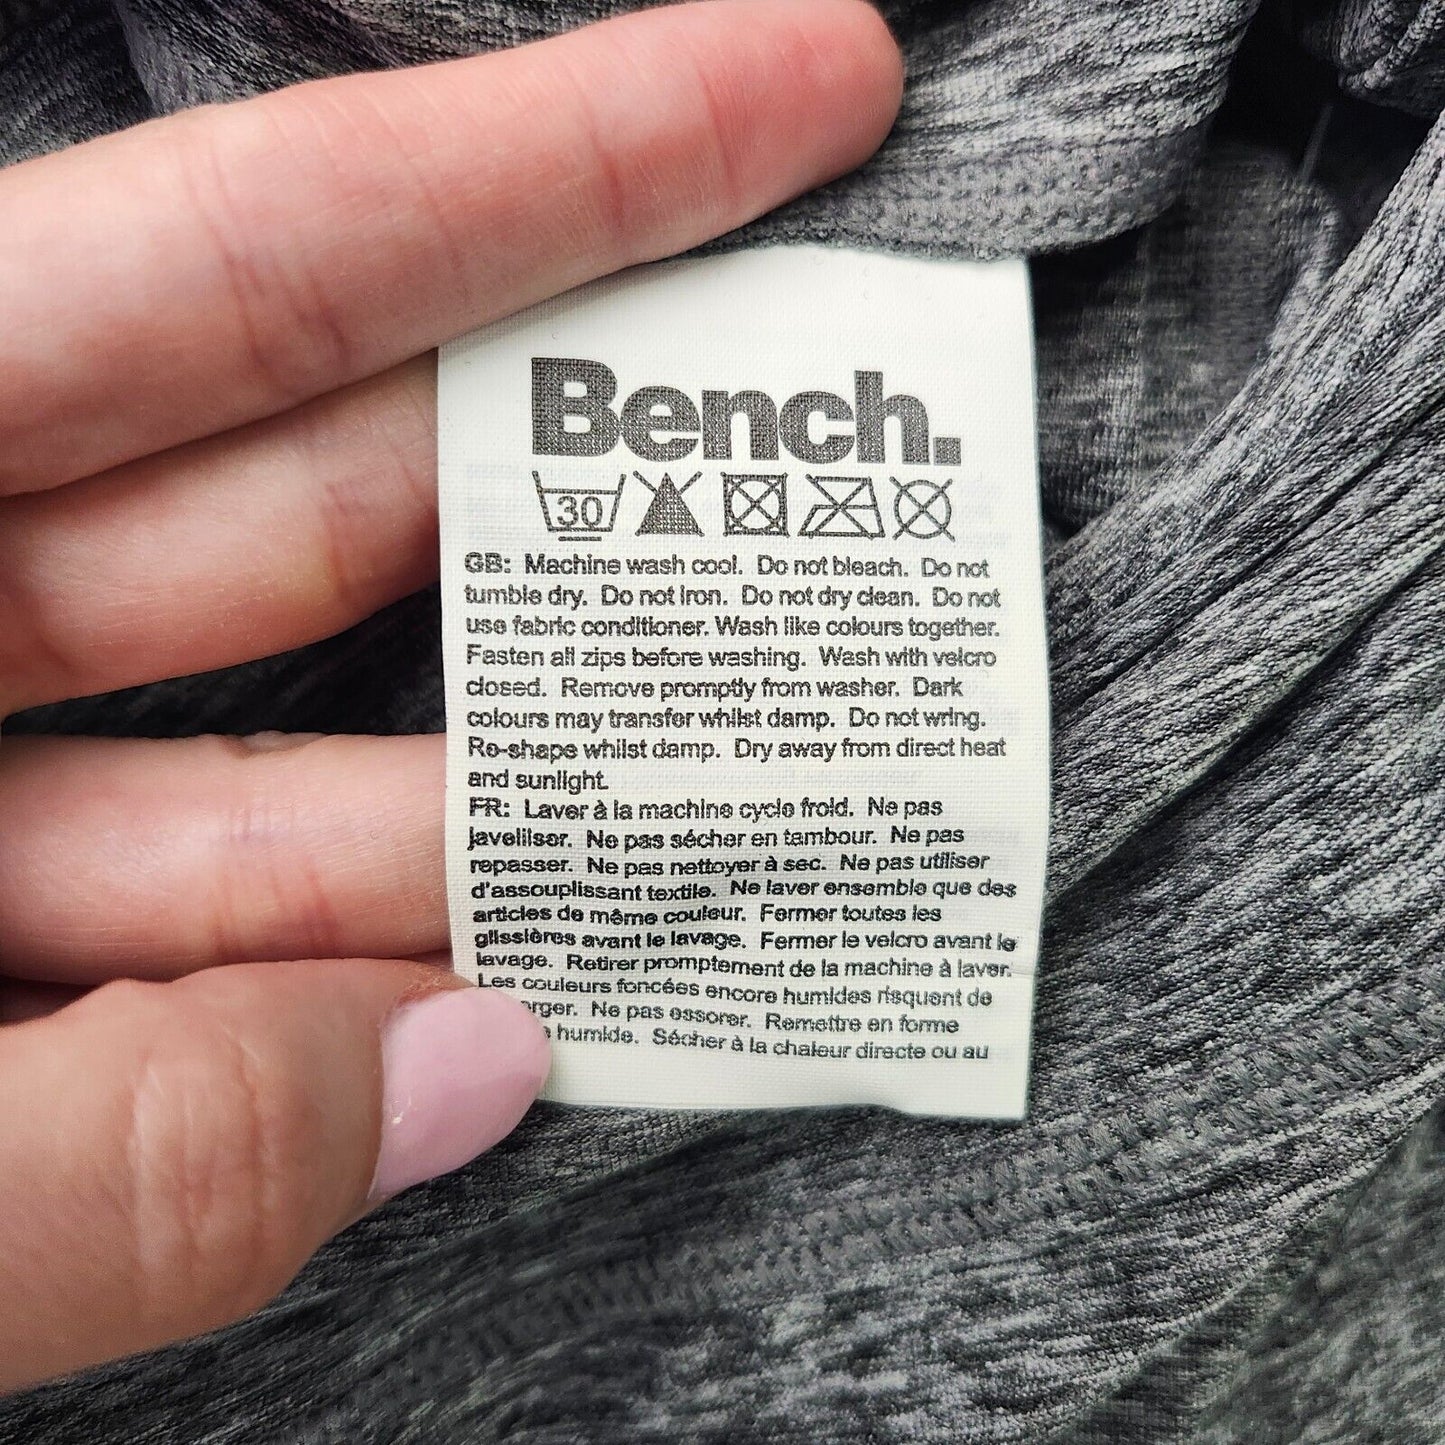 Bench.
30
GB: Machine wash cool. Do not bleach. Do not
tumble dry. Do not iron. Do not dry clean. Do not
use fabric conditioner. Wash like colours together.
Fasten all zips before washing. Wash with velcro
closed. Remove promptly from washer. Dark
colours may transfer whilst damp. Do not wring.
Re-shape whilst damp. Dry away from direct heat
and sunlight.
FR: Laver à la machine cycle froid. Ne pas
javelliser. Ne pas sécher en tambour. Ne pas
repasser. Ne pas nettoyer à sec. Ne pas utiliser
d'assouplissant textile. Ne laver ensemble que des
articles de même couleur. Fermer toutes les
glissières avant le lavage. Fermer le velcro avant le
lavage. Retirer promptement de la machine à laver.
Les couleurs foncées encore humides risquent de
Ne pas essorer. Remettre en forme
humide. Sécher à la chaleur directe ou au